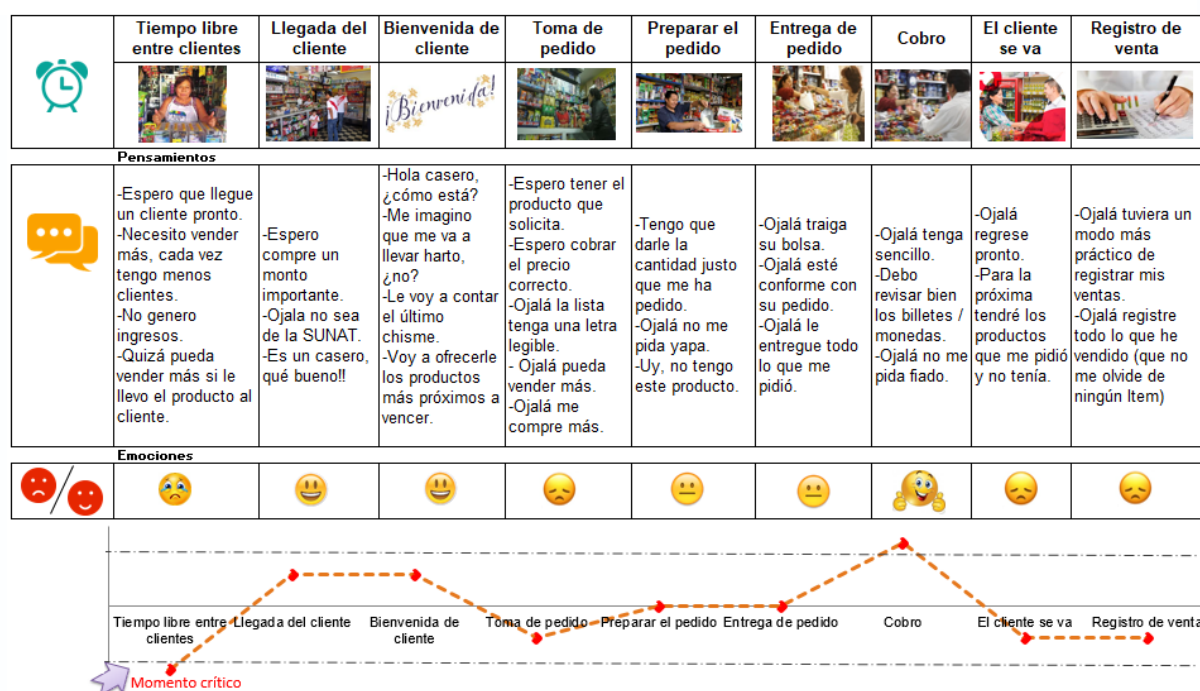 Tiempo libre
entre clientes
Llegada del
cliente
Bienvenida de
cliente
Toma de
pedido
Preparar el
pedido
Entrega de
pedido
Cobro
El cliente
se va
Registro de
venta
¡Bienvenida!
Pensamientos
-Espero que llegue
un cliente pronto.
-Necesito vender
más, cada vez
tengo menos
clientes.
-No genero
ingresos.
-Quizá pueda
vender más si le
llevo el producto al
cliente.
-Espero
compre un
monto
importante.
-Ojala no sea
de la SUNAT.
-Es un casero,
qué bueno!!
-Hola casero,
¿cómo está?
-Me imagino
que me va a
llevar harto,
¿no?
-Le voy a contar
el último
chisme.
-Voy a ofrecerle
los productos
más próximos a
vencer.
-Espero tener el
producto que
solicita.
-Espero cobrar
el precio
correcto.
-Ojalá la lista
tenga una letra
legible.
- Ojalá pueda
vender más.
-Ojalá me
compre más.
-Tengo que
darle la
cantidad justo
que me ha
pedido.
-Ojalá no me
pida yapa.
-Uy, no tengo
este producto.
-Ojalá traiga
su bolsa.
-Ojalá esté
conforme con
su pedido.
-Ojalá le
entregue todo
lo que me
pidió.
-Ojalá tenga
sencillo.
-Debo
revisar bien
los billetes /
monedas.
-Ojalá no me
pida fiado.
-Ojalá
regrese
pronto.
-Para la
próxima
tendré los
productos
que me pidió
y no tenía.
-Ojalá tuviera un
modo más
práctico de
registrar mis
ventas.
-Ojalá registre
todo lo que he
vendido (que no
me olvide de
ningún Item)
Emociones
Tiempo libre entre
clientes
Llegada del cliente
Bienvenida de
cliente
Toma de pedido
Preparar el pedido
Entrega de pedido
Cobro
El cliente se va
Registro de venta
Momento crítico